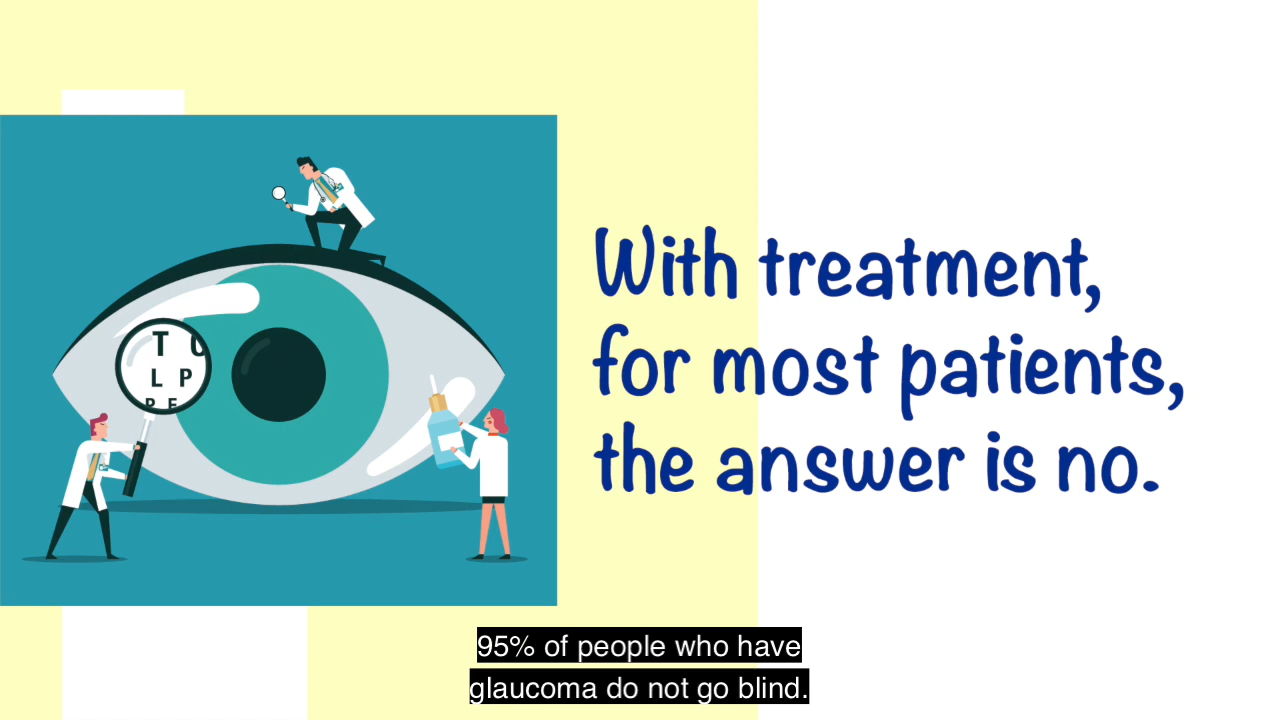 T U
L P
P E
With treatment,
for most patients,
the answer is no.
95% of people who have
glaucoma do not go blind.